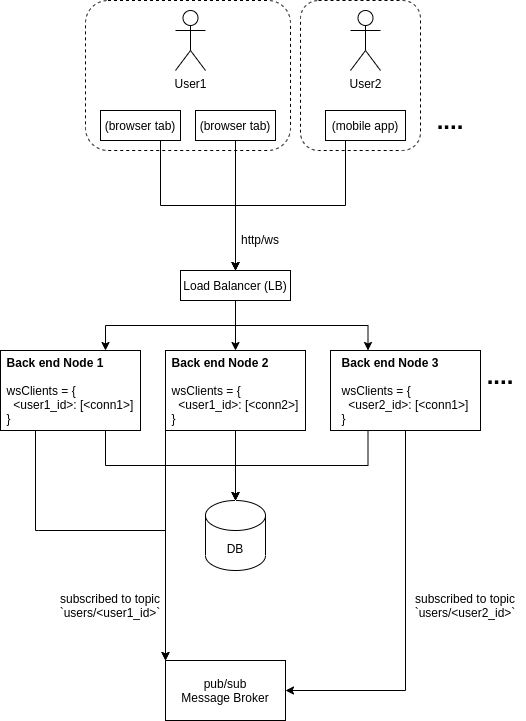 User1
User2
(browser tab)
(browser tab)
(mobile app)
....
http/ws
Load Balancer (LB)
Back end Node 1
wsClients = {
<user1_id>: [<conn1>]
}
Back end Node 2
wsClients = {
<user1_id>: [<conn2>]
}
Back end Node 3
wsClients = {
<user2_id>: [<conn1>]
}
....
DB
subscribed to topic
`users/<user1_id>`
subscribed to topic
`users/<user2_id>`
pub/sub
Message Broker